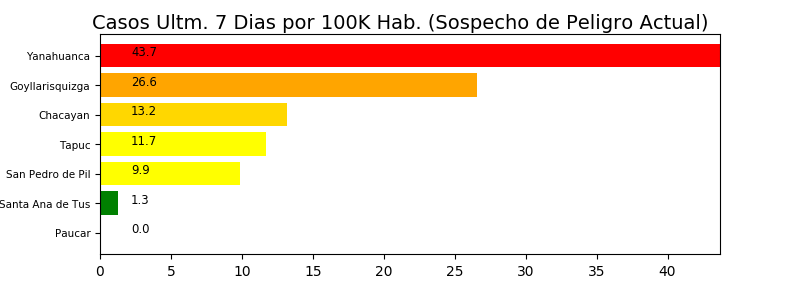 Casos Ultm. 7 Dias por 100K Hab. (Sospecho de Peligro Actual)
Yanahuanca 43.7
Goyllarisquizga 26.6
Chacayan 13.2
Tapuc 11.7
San Pedro de Pil 9.9
Santa Ana de Tus 1.3
Paucar 0.0
0 5 10 15 20 25 30 35 40